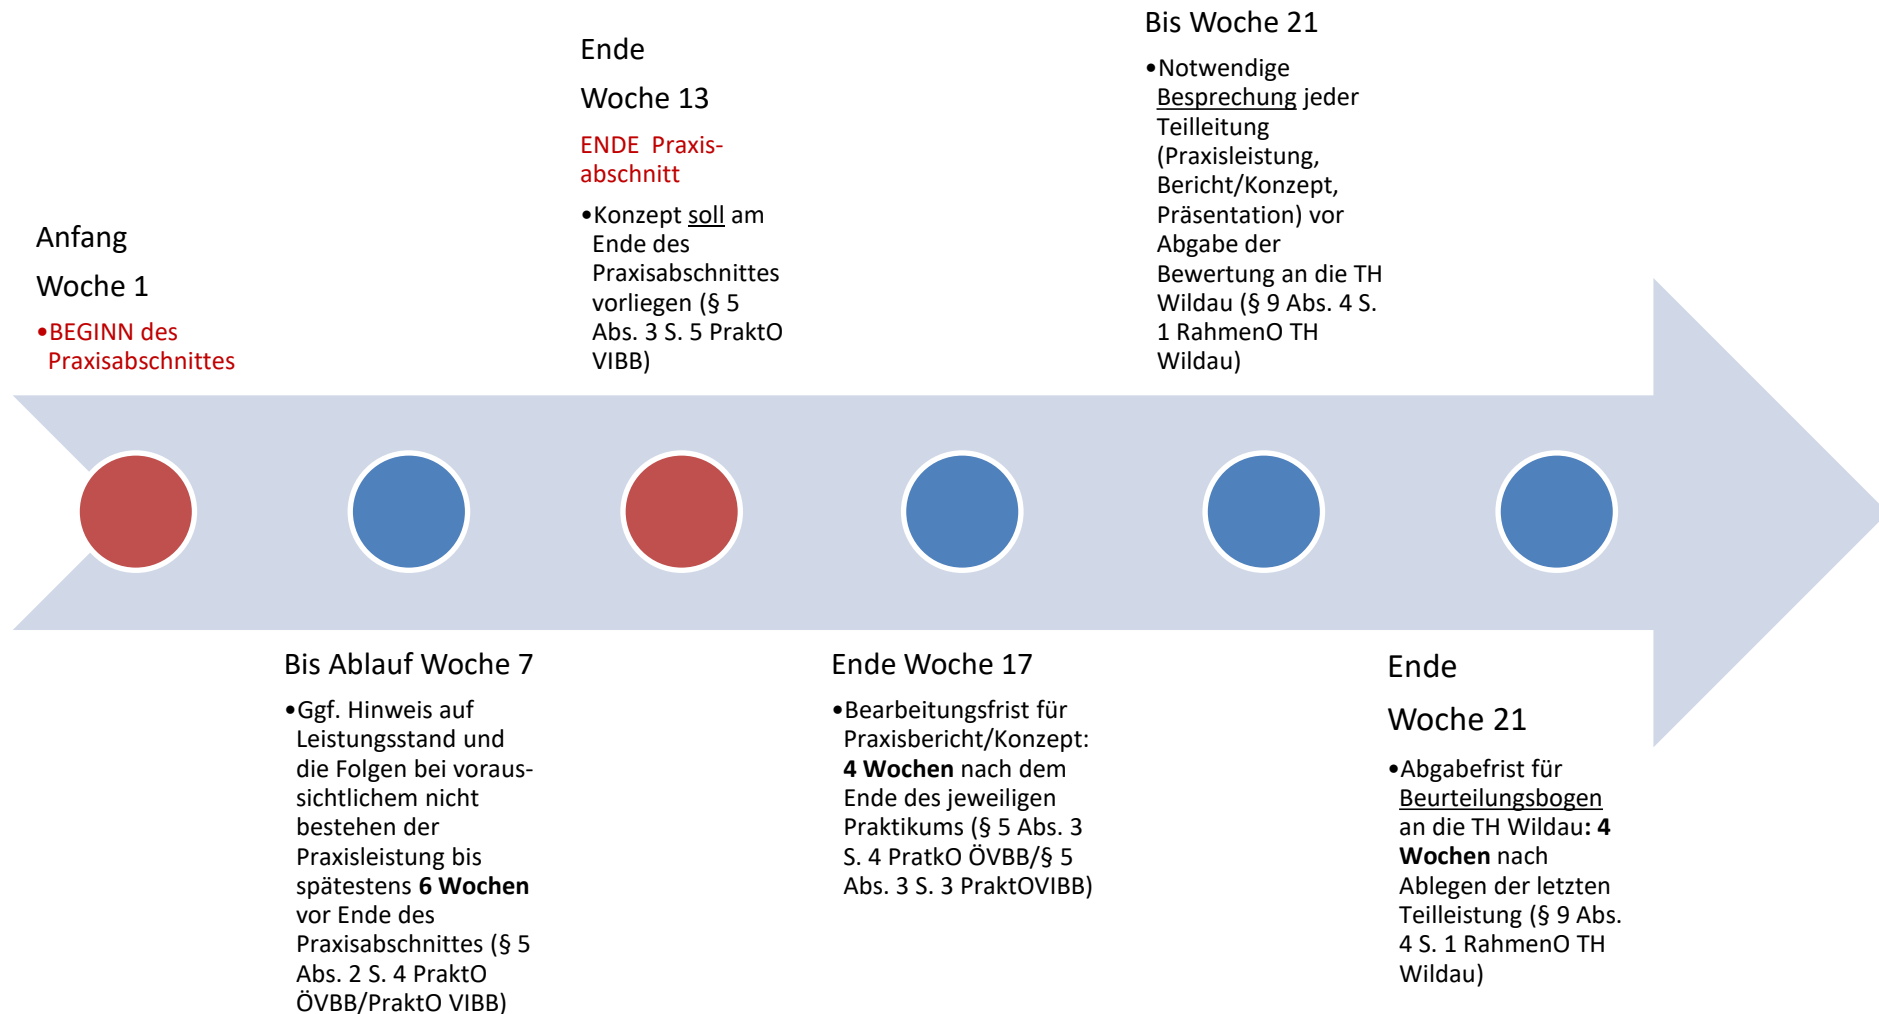 Anfang
Woche 1
•BEGINN des
Praxisabschnittes
Bis Ablauf Woche 7
•Ggf. Hinweis auf
Leistungsstand und
die Folgen bei voraus-
sichtlichem nicht
bestehen der
Praxisleistung bis
spätestens 6 Wochen
vor Ende des
Praxisabschnittes (§ 5
Abs. 2 S. 4 PraktO
ÖVBB/PraktO VIBB)
Ende
Woche 13
ENDE Praxis-
abschnitt
•Konzept soll am
Ende des
Praxisabschnittes
vorliegen (§ 5
Abs. 3 S. 5 PraktO
VIBB)
Ende Woche 17
•Bearbeitungsfrist für
Praxisbericht/Konzept:
4 Wochen nach dem
Ende des jeweiligen
Praktikums (§ 5 Abs. 3
S. 4 PratkO ÖVBB/§ 5
Abs. 3 S. 3 PraktOVIBB)
Bis Woche 21
•Notwendige
Besprechung jeder
Teilleitung
(Praxisleistung,
Bericht/Konzept,
Präsentation) vor
Abgabe der
Bewertung an die TH
Wildau (§ 9 Abs. 4 S.
1 RahmenO TH
Wildau)
Ende
Woche 21
•Abgabefrist für
Beurteilungsbogen
an die TH Wildau: 4
Wochen nach
Ablegen der letzten
Teilleistung (§ 9 Abs.
4 S. 1 RahmenO TH
Wildau)